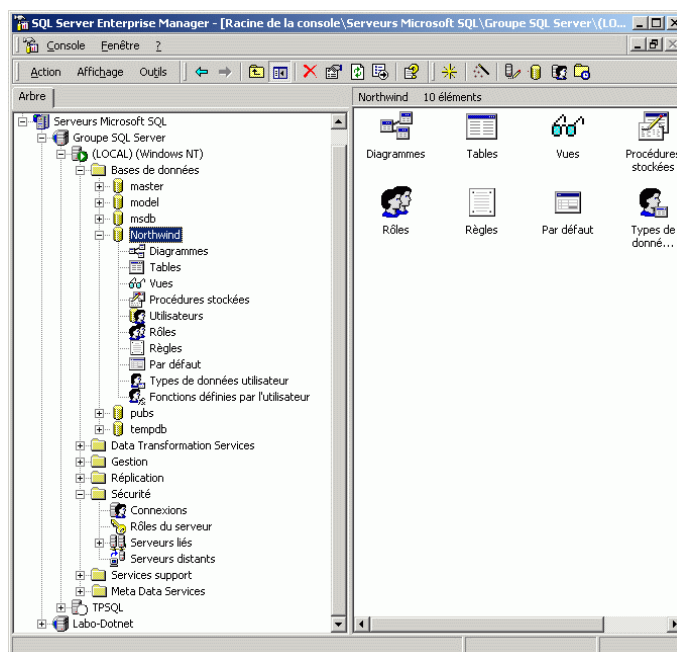 SQL Server Enterprise Manager - [Racine de la console\Serveurs Microsoft SQL\Groupe SQL Server\(LO...
Console Fenêtre ?
Action Affichage Outils
Arbre
Northwind 10 éléments
Serveurs Microsoft SQL
Groupe SQL Server
(LOCAL) (Windows NT)
Bases de données
master
model
msdb
Northwind
Diagrammes
Tables
Vues
Procédures stockées
Utilisateurs
Rôles
Règles
Par défaut
Types de données utilisateur
Fonctions définies par l'utilisateur
pubs
tempdb
Data Transformation Services
Gestion
Réplication
Sécurité
Connexions
Rôles du serveur
Serveurs liés
Serveurs distants
Services support
Meta Data Services
TPSQL
Labo-Dotnet
Diagrammes
Tables
Vues
Procédures
stockées
Rôles
Règles
Par défaut
Types de
donné...